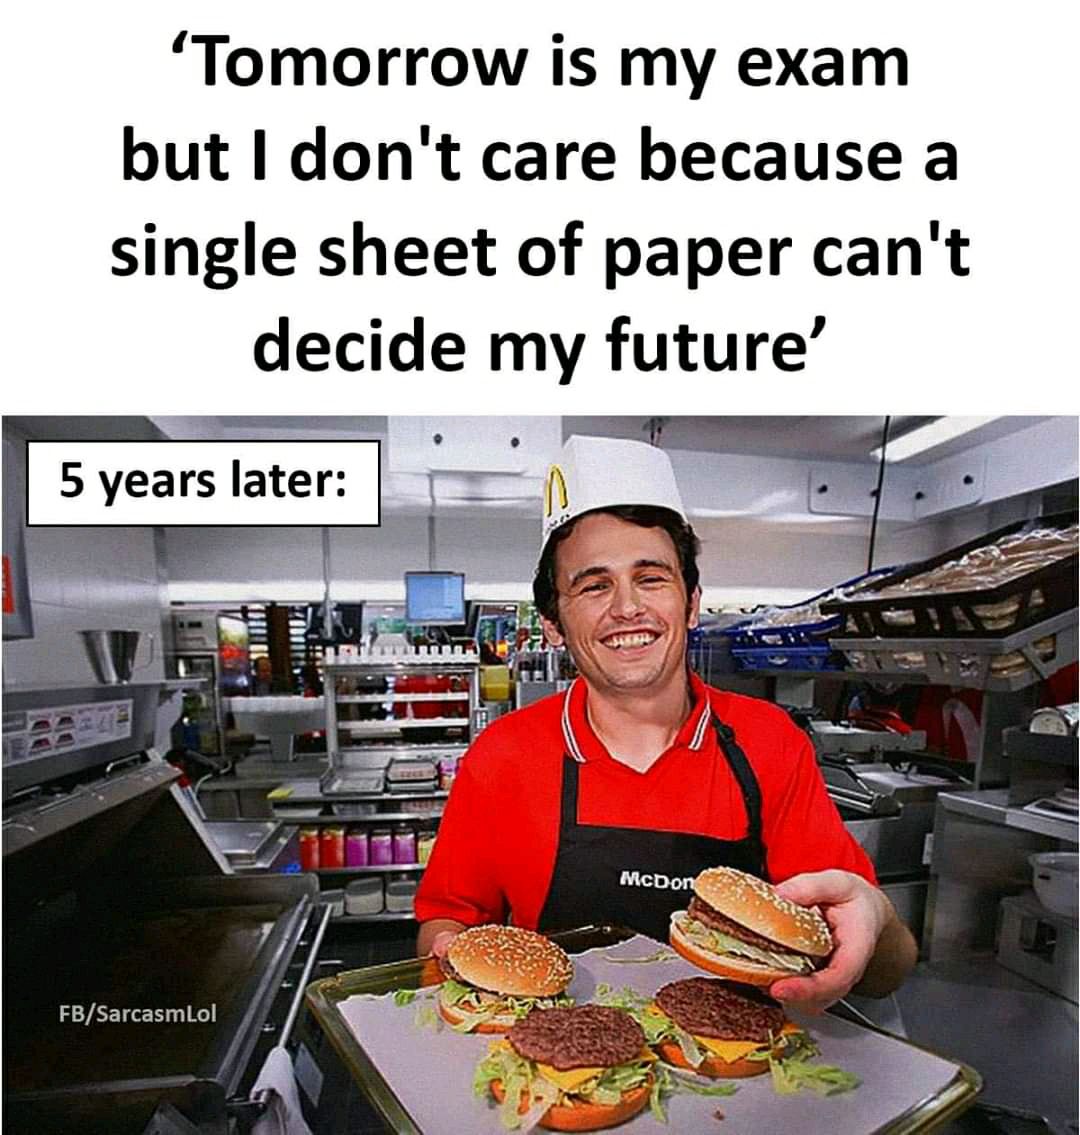 ‘Tomorrow is my exam
but I don't care because a
single sheet of paper can't
decide my future’
5 years later:
McDon
FB/SarcasmLol